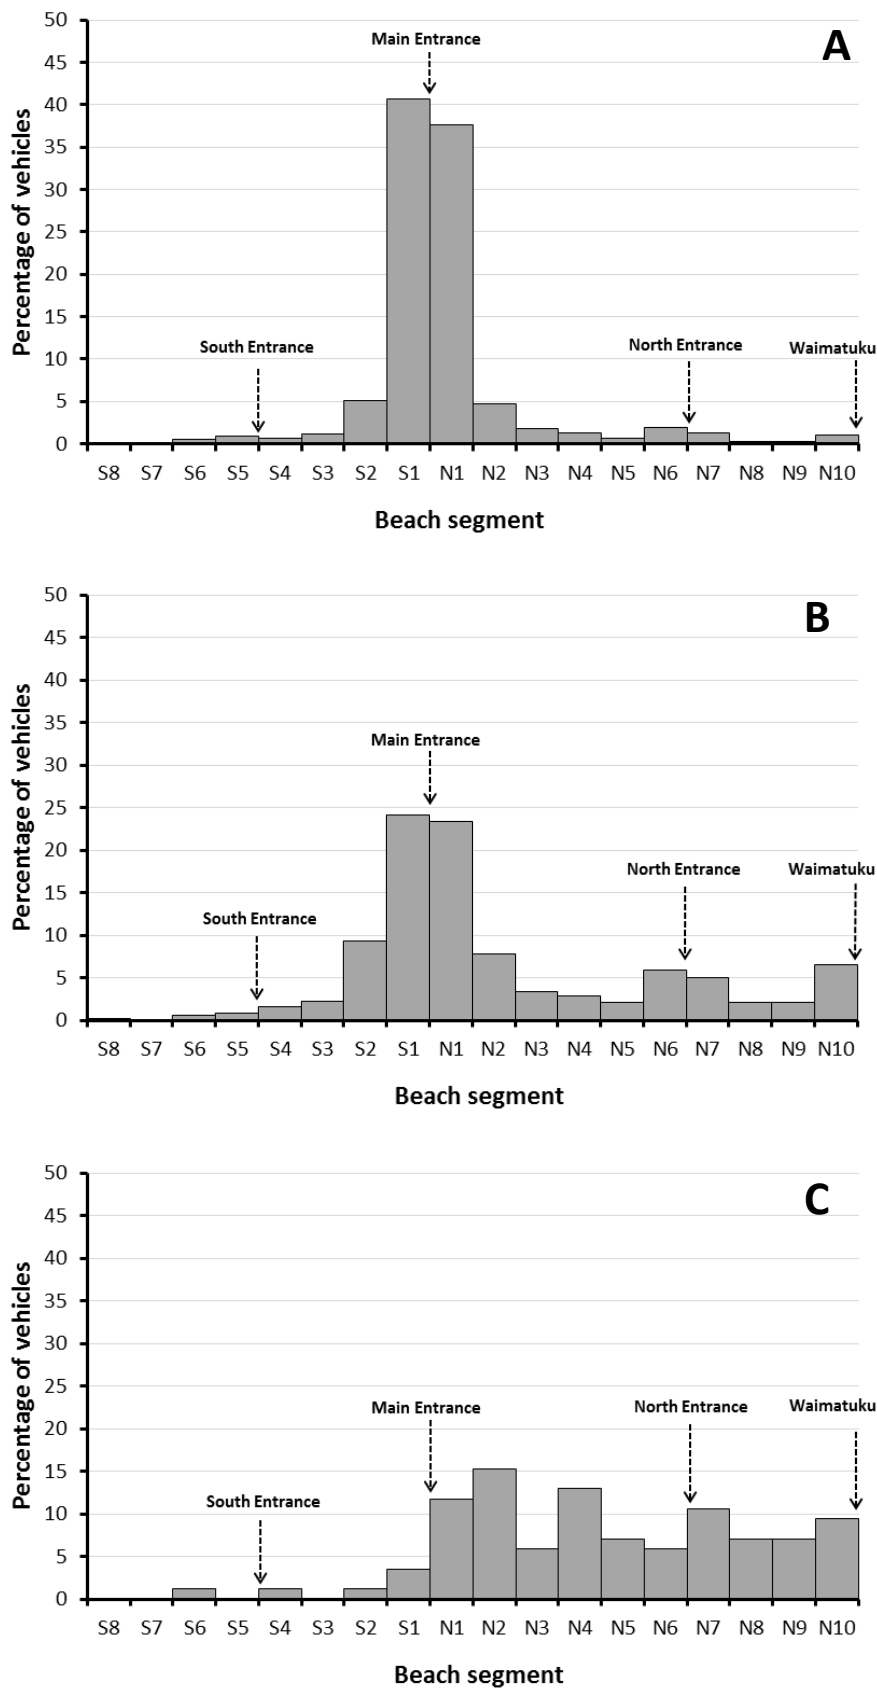 A
50
45
40
35
30
25
20
15
10
5
0
Percentage of vehicles
Main Entrance
South Entrance
North Entrance
Waimatuku
S8 S7 S6 S5 S4 S3 S2 S1 N1 N2 N3 N4 N5 N6 N7 N8 N9 N10
Beach segment
B
50
45
40
35
30
25
20
15
10
5
0
Percentage of vehicles
Main Entrance
North Entrance
Waimatuku
South Entrance
S8 S7 S6 S5 S4 S3 S2 S1 N1 N2 N3 N4 N5 N6 N7 N8 N9 N10
Beach segment
C
50
45
40
35
30
25
20
15
10
5
0
Percentage of vehicles
Main Entrance
North Entrance
Waimatuku
South Entrance
S8 S7 S6 S5 S4 S3 S2 S1 N1 N2 N3 N4 N5 N6 N7 N8 N9 N10
Beach segment